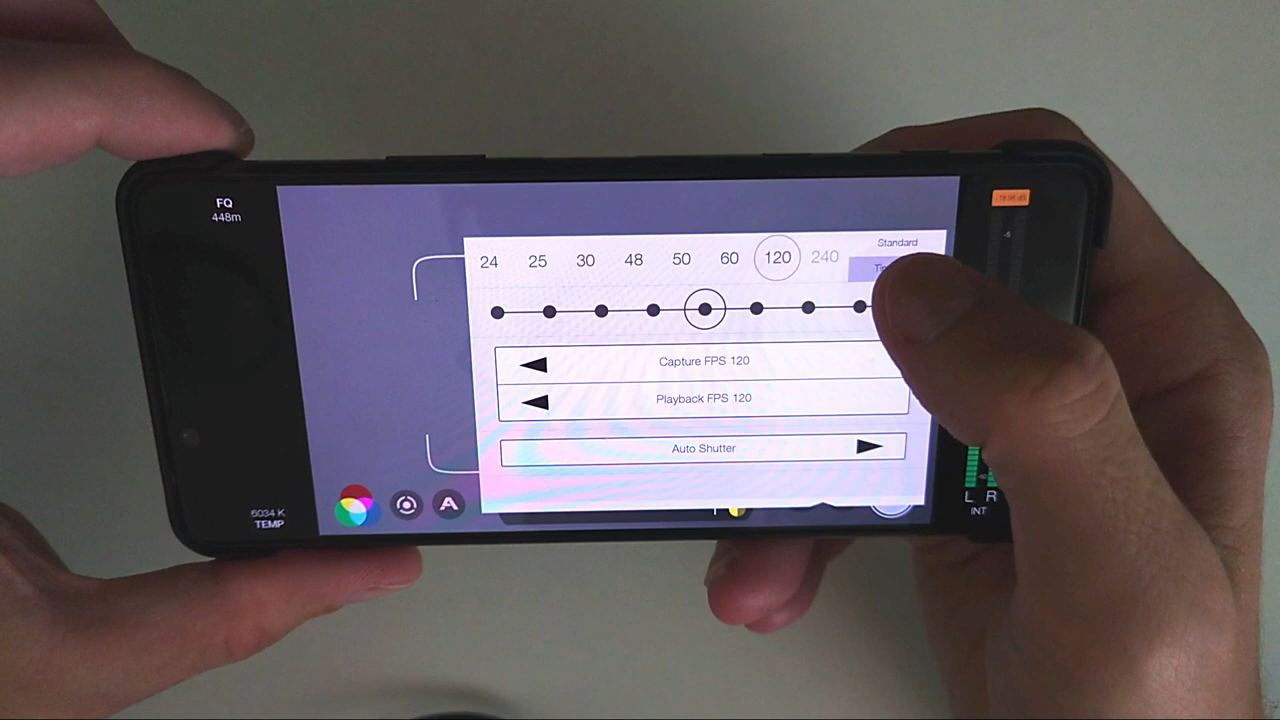 FQ
448m
24 25 30 48 50 60 120 240
Standard
Capture FPS 120
Playback FPS 120
Auto Shutter
A
6034 K
TEMP
-5
L R
INT